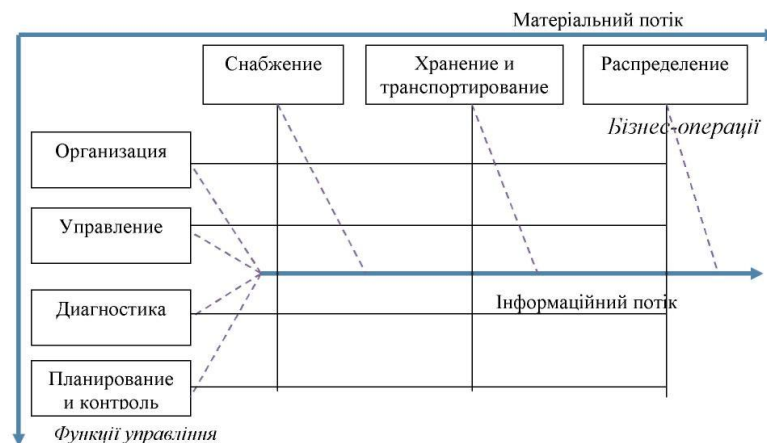 Матеріальний потік
Снабжение
Хранение и
транспортирование
Распределение
Бізнес-операції
Организация
Управление
Інформаційний потік
Диагностика
Планирование
и контроль
Функції управління